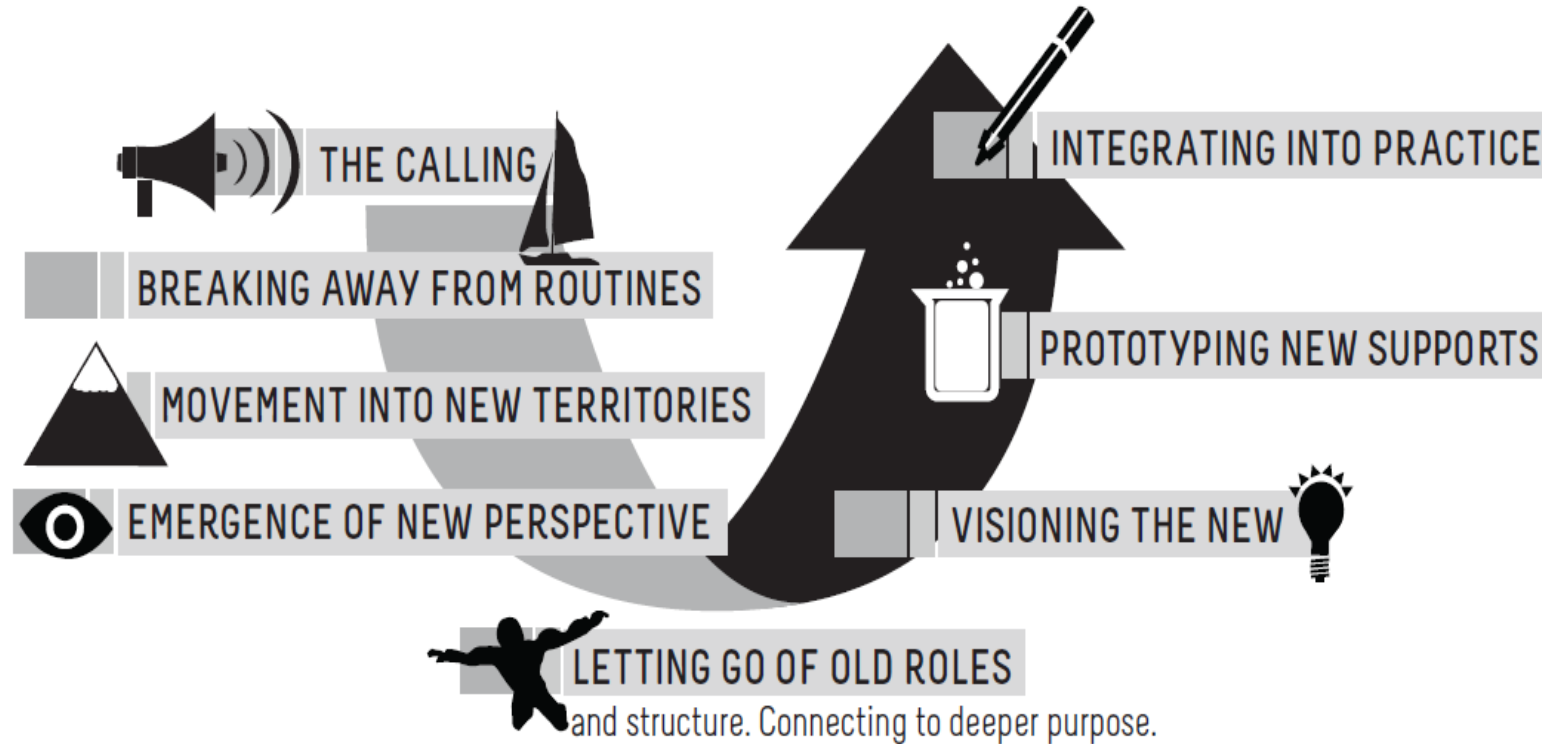 THE CALLING
BREAKING AWAY FROM ROUTINES
MOVEMENT INTO NEW TERRITORIES
EMERGENCE OF NEW PERSPECTIVE
LETTING GO OF OLD ROLES
and structure. Connecting to deeper purpose.
VISIONING THE NEW
PROTOTYPING NEW SUPPORTS
INTEGRATING INTO PRACTICE